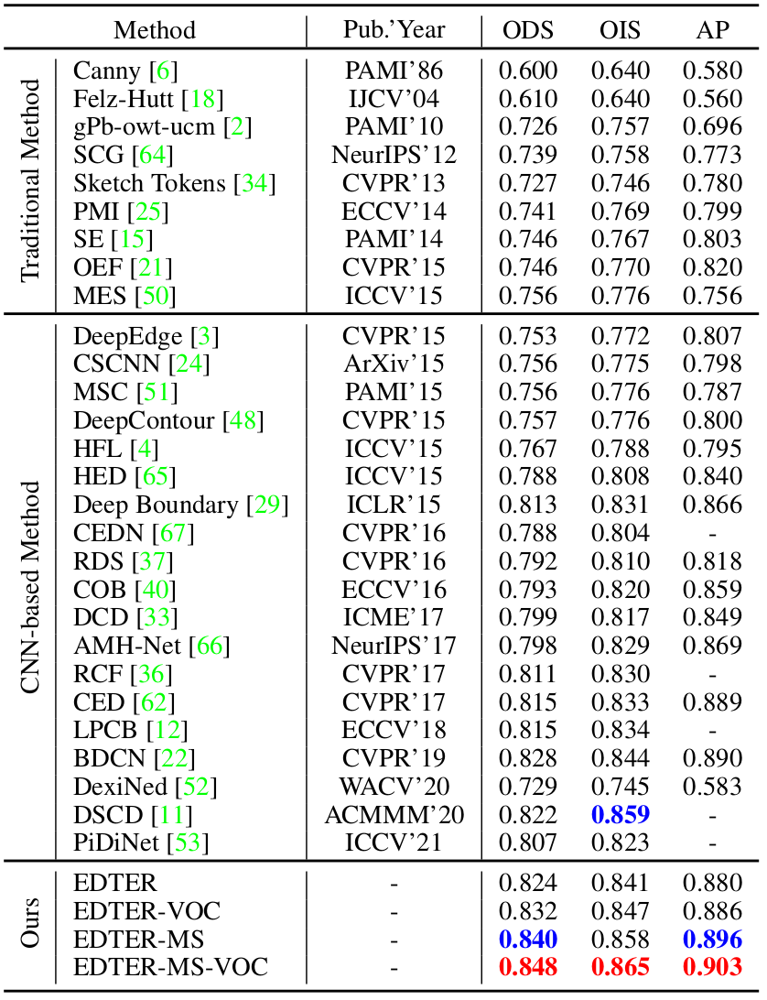 Method Pub.'Year ODS OIS AP
Traditional Method
Canny [6] PAMI'86 0.600 0.640 0.580
Felz-Hutt [18] IJCV'04 0.610 0.640 0.560
gPb-owt-ucm [2] PAMI'10 0.726 0.757 0.696
SCG [64] NeurIPS'12 0.739 0.758 0.773
Sketch Tokens [34] CVPR'13 0.727 0.746 0.780
PMI [25] ECCV'14 0.741 0.769 0.799
SE [15] PAMI'14 0.746 0.767 0.803
OEF [21] CVPR'15 0.746 0.770 0.820
MES [50] ICCV'15 0.756 0.776 0.756
CNN-based Method
DeepEdge [3] CVPR'15 0.753 0.772 0.807
CSCNN [24] ArXiv'15 0.756 0.775 0.798
MSC [51] PAMI'15 0.756 0.776 0.787
DeepContour [48] CVPR'15 0.757 0.776 0.800
HFL [4] ICCV'15 0.767 0.788 0.795
HED [65] ICCV'15 0.788 0.808 0.840
Deep Boundary [29] ICLR'15 0.813 0.831 0.866
CEDN [67] CVPR'16 0.788 0.804 -
RDS [37] CVPR'16 0.792 0.810 0.818
COB [40] ECCV'16 0.793 0.820 0.859
DCD [33] ICME'17 0.799 0.817 0.849
AMH-Net [66] NeurIPS'17 0.798 0.829 0.869
RCF [36] CVPR'17 0.811 0.830 -
CED [62] CVPR'17 0.815 0.833 0.889
LPCB [12] ECCV'18 0.815 0.834 -
BDCN [22] CVPR'19 0.828 0.844 0.890
DexiNed [52] WACV'20 0.729 0.745 0.583
DSCD [11] ACMMM'20 0.822 0.859 -
PiDiNet [53] ICCV'21 0.807 0.823 -
Ours
EDTER - 0.824 0.841 0.880
EDTER-VOC - 0.832 0.847 0.886
EDTER-MS - 0.840 0.858 0.896
EDTER-MS-VOC - 0.848 0.865 0.903